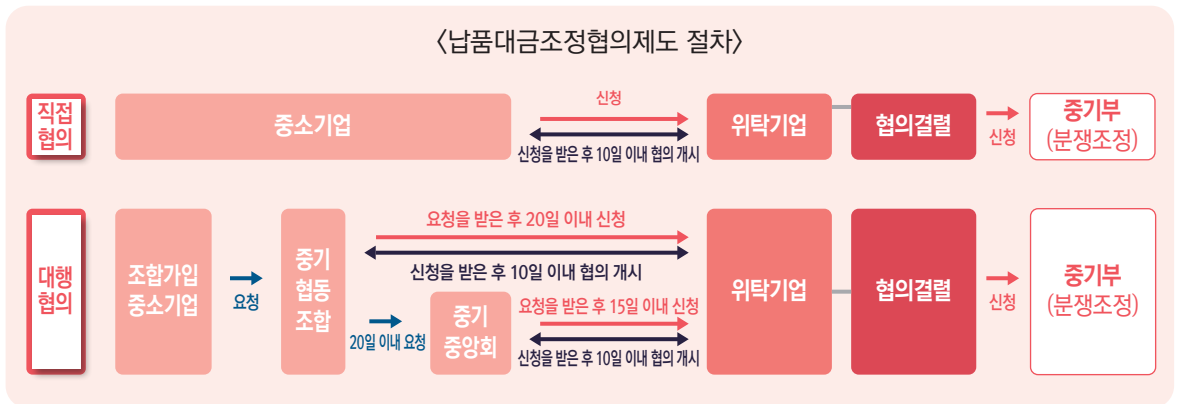 〈납품대금조정협의제도 절차〉
직접
협의
중소기업
신청
신청을 받은 후 10일 이내 협의 개시
위탁기업
협의결렬
신청
중기부
(분쟁조정)
대행
협의
조합가입
중소기업
요청
중기
협동
조합
요청을 받은 후 20일 이내 신청
신청을 받은 후 10일 이내 협의 개시
20일 이내 요청
중기
중앙회
요청을 받은 후 15일 이내 신청
신청을 받은 후 10일 이내 협의 개시
위탁기업
협의결렬
신청
중기부
(분쟁조정)